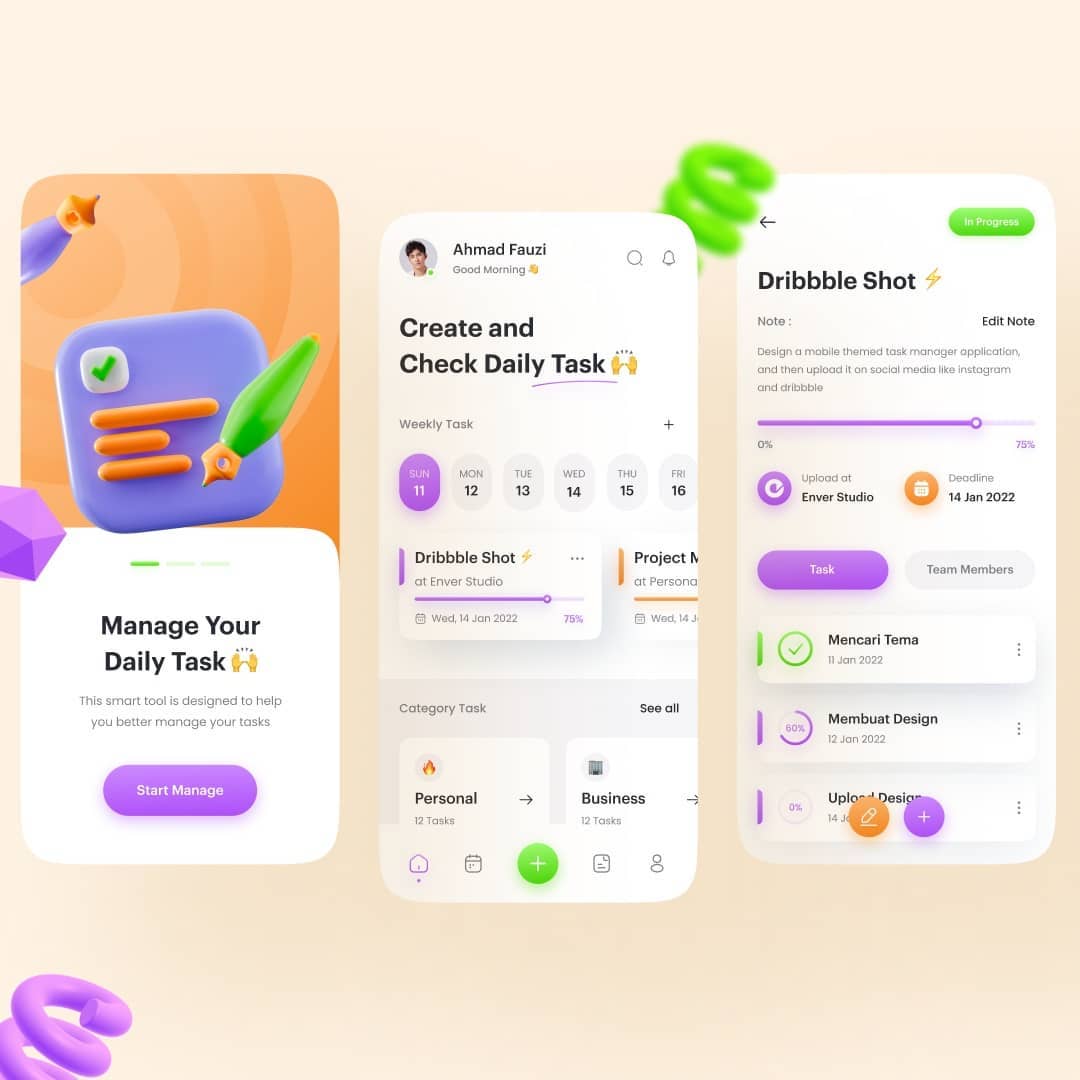 Manage Your
Daily Task 🙌
This smart tool is designed to help
you better manage your tasks
Start Manage
Ahmad Fauzi
Good Morning 👋
Create and
Check Daily Task 🙌
Weekly Task
+
SUN MON TUE WED THU FRI
11 12 13 14 15 16
Dribbble Shot ⚡
at Enver Studio
Wed, 14 Jan 2022 75%
Project M
at Persona
Wed, 14 J
Category Task See all
Personal
12 Tasks
Business
12 Tasks
In Progress
Dribbble Shot ⚡
Note : Edit Note
Design a mobile themed task manager application,
and then upload it on social media like instagram
and dribbble
0% 75%
Upload at
Enver Studio
Deadline
14 Jan 2022
Task Team Members
Mencari Tema
11 Jan 2022
60%
Membuat Design
12 Jan 2022
0%
Upload Design
14 Jan